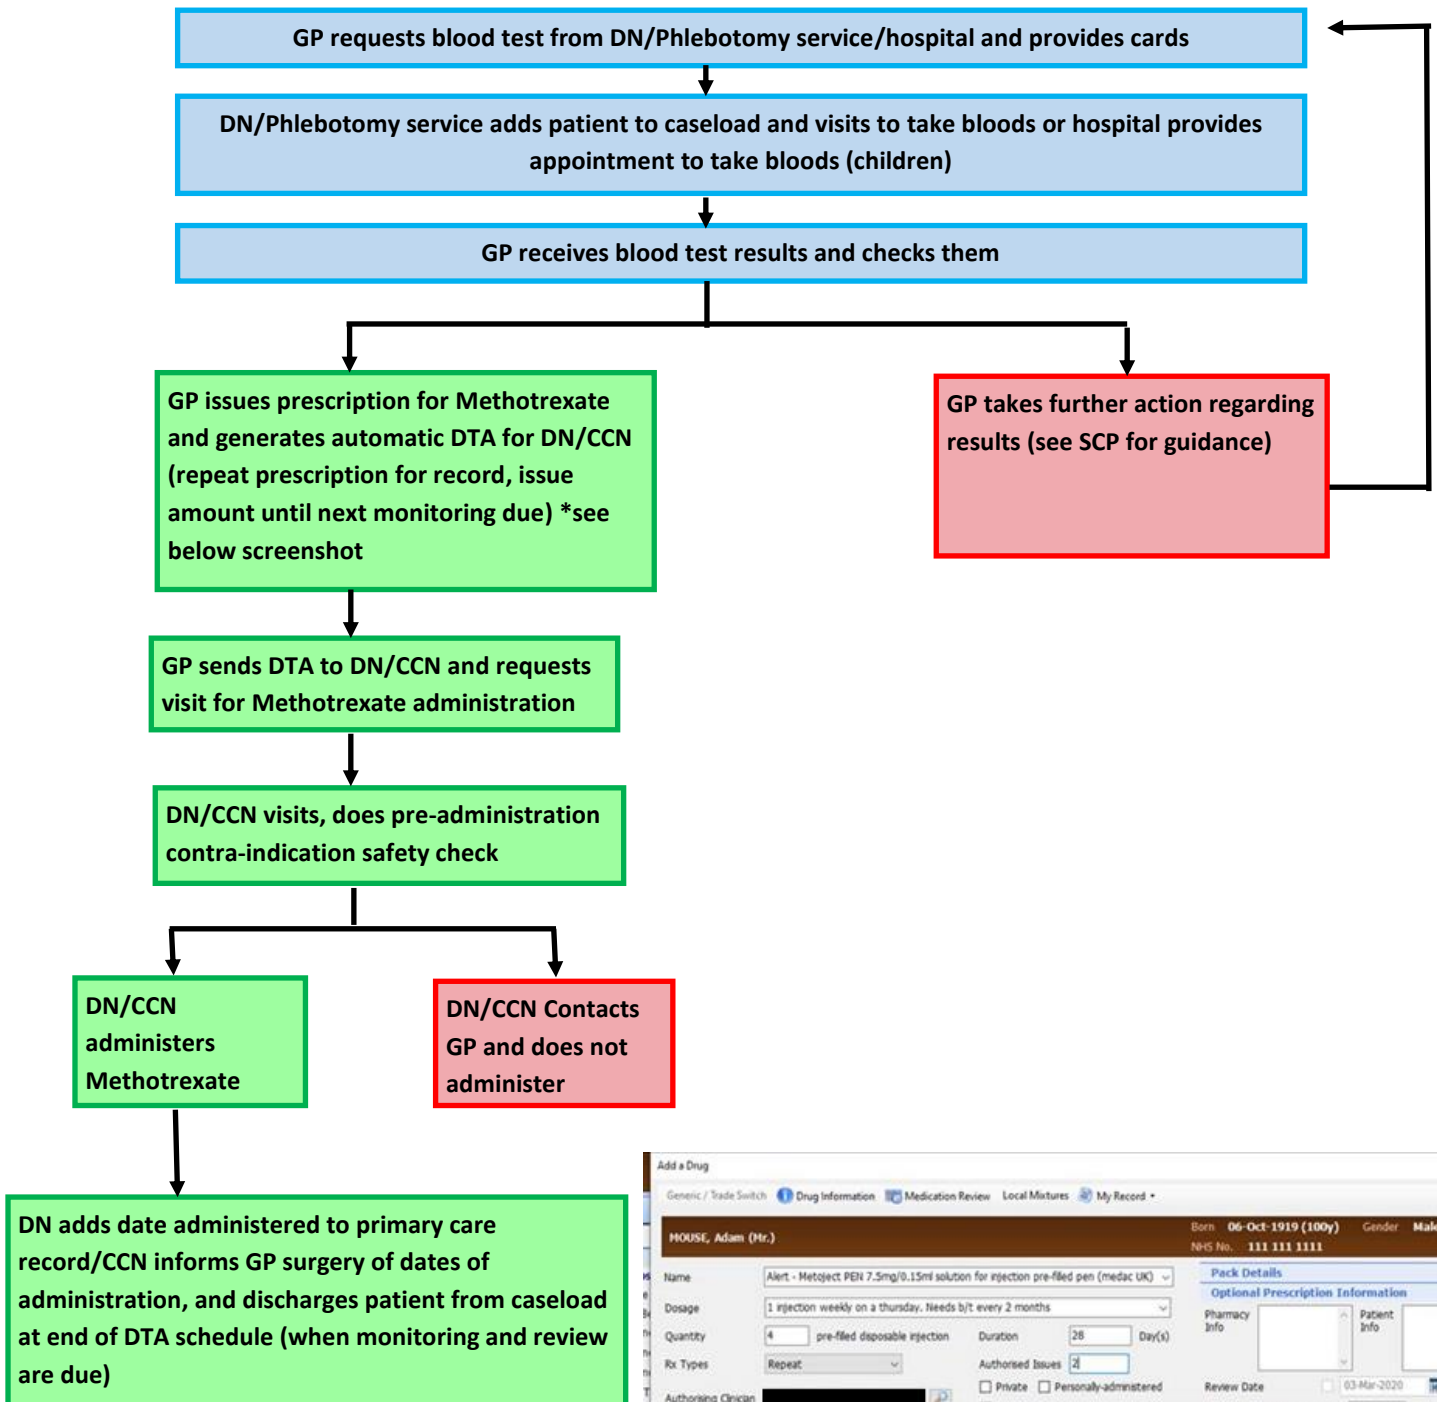 GP requests blood test from DN/Phlebotomy service/hospital and provides cards
DN/Phlebotomy service adds patient to caseload and visits to take bloods or hospital provides
appointment to take bloods (children)
GP receives blood test results and checks them
GP issues prescription for Methotrexate
and generates automatic DTA for DN/CCN
(repeat prescription for record, issue
amount until next monitoring due) *see
below screenshot
GP takes further action regarding
results (see SCP for guidance)
GP sends DTA to DN/CCN and requests
visit for Methotrexate administration
DN/CCN visits, does pre-administration
contra-indication safety check
DN/CCN
administers
Methotrexate
DN/CCN Contacts
GP and does not
administer
DN adds date administered to primary care
record/CCN informs GP surgery of dates of
administration, and discharges patient from caseload
at end of DTA schedule (when monitoring and review
are due)
Add a Drug
Generic / Trade Switch Drug Information Medication Review Local Mixtures My Record
MOUSE, Adam (Mr.)
Born 06-Oct-1919 (100y) Gender Male
NHS No. 111 111 1111
Name Alert - Metoject PEN 7.5mg/0.15ml solution for injection pre-filled pen (medac UK)
Dosage 1 injection weekly on a thursday. Needs b/t every 2 months
Quantity 4 pre-filled disposable injection Duration 28 Day(s)
Rx Types Repeat Authorised Issues 2
Private Personally-administered
Authorising Clinician
Pack Details
Optional Prescription Information
Pharmacy Info
Patient Info
Review Date 03-Mar-2020